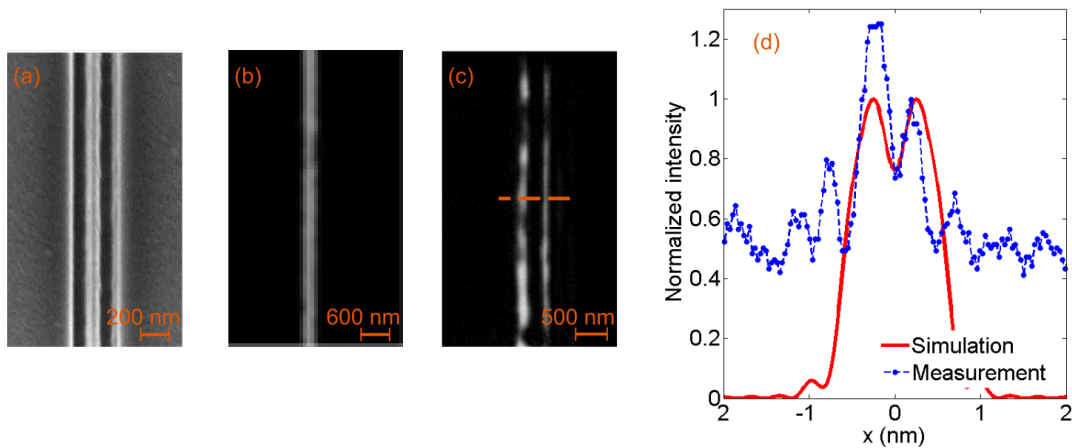 (a)
200 nm
(b)
600 nm
(c)
500 nm
(d)
Normalized intensity
1.2
1
0.8
0.6
0.4
0.2
0
Simulation
Measurement
2
-1
0
1
2
x (nm)